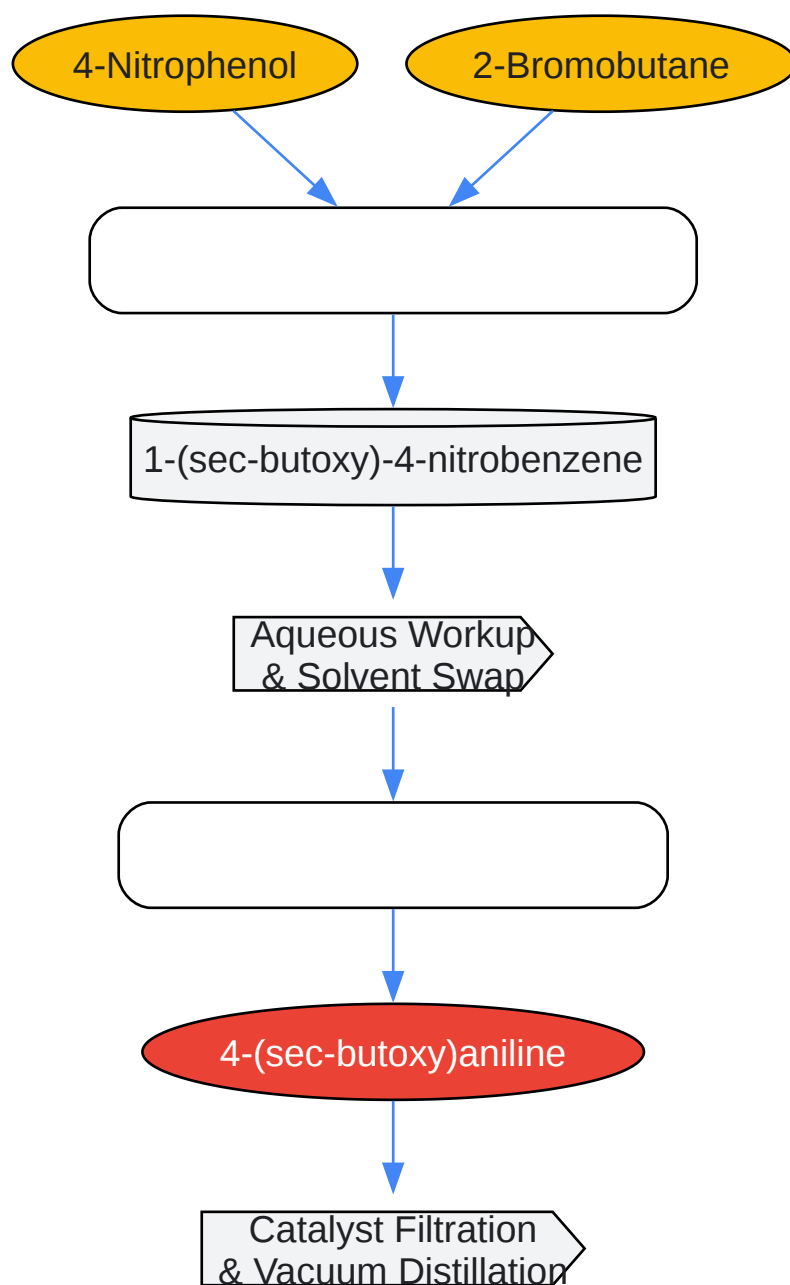 4-Nitrophenol
2-Bromobutane
1-(sec-butoxy)-4-nitrobenzene
Aqueous Workup
& Solvent Swap
4-(sec-butoxy)aniline
Catalyst Filtration
& Vacuum Distillation